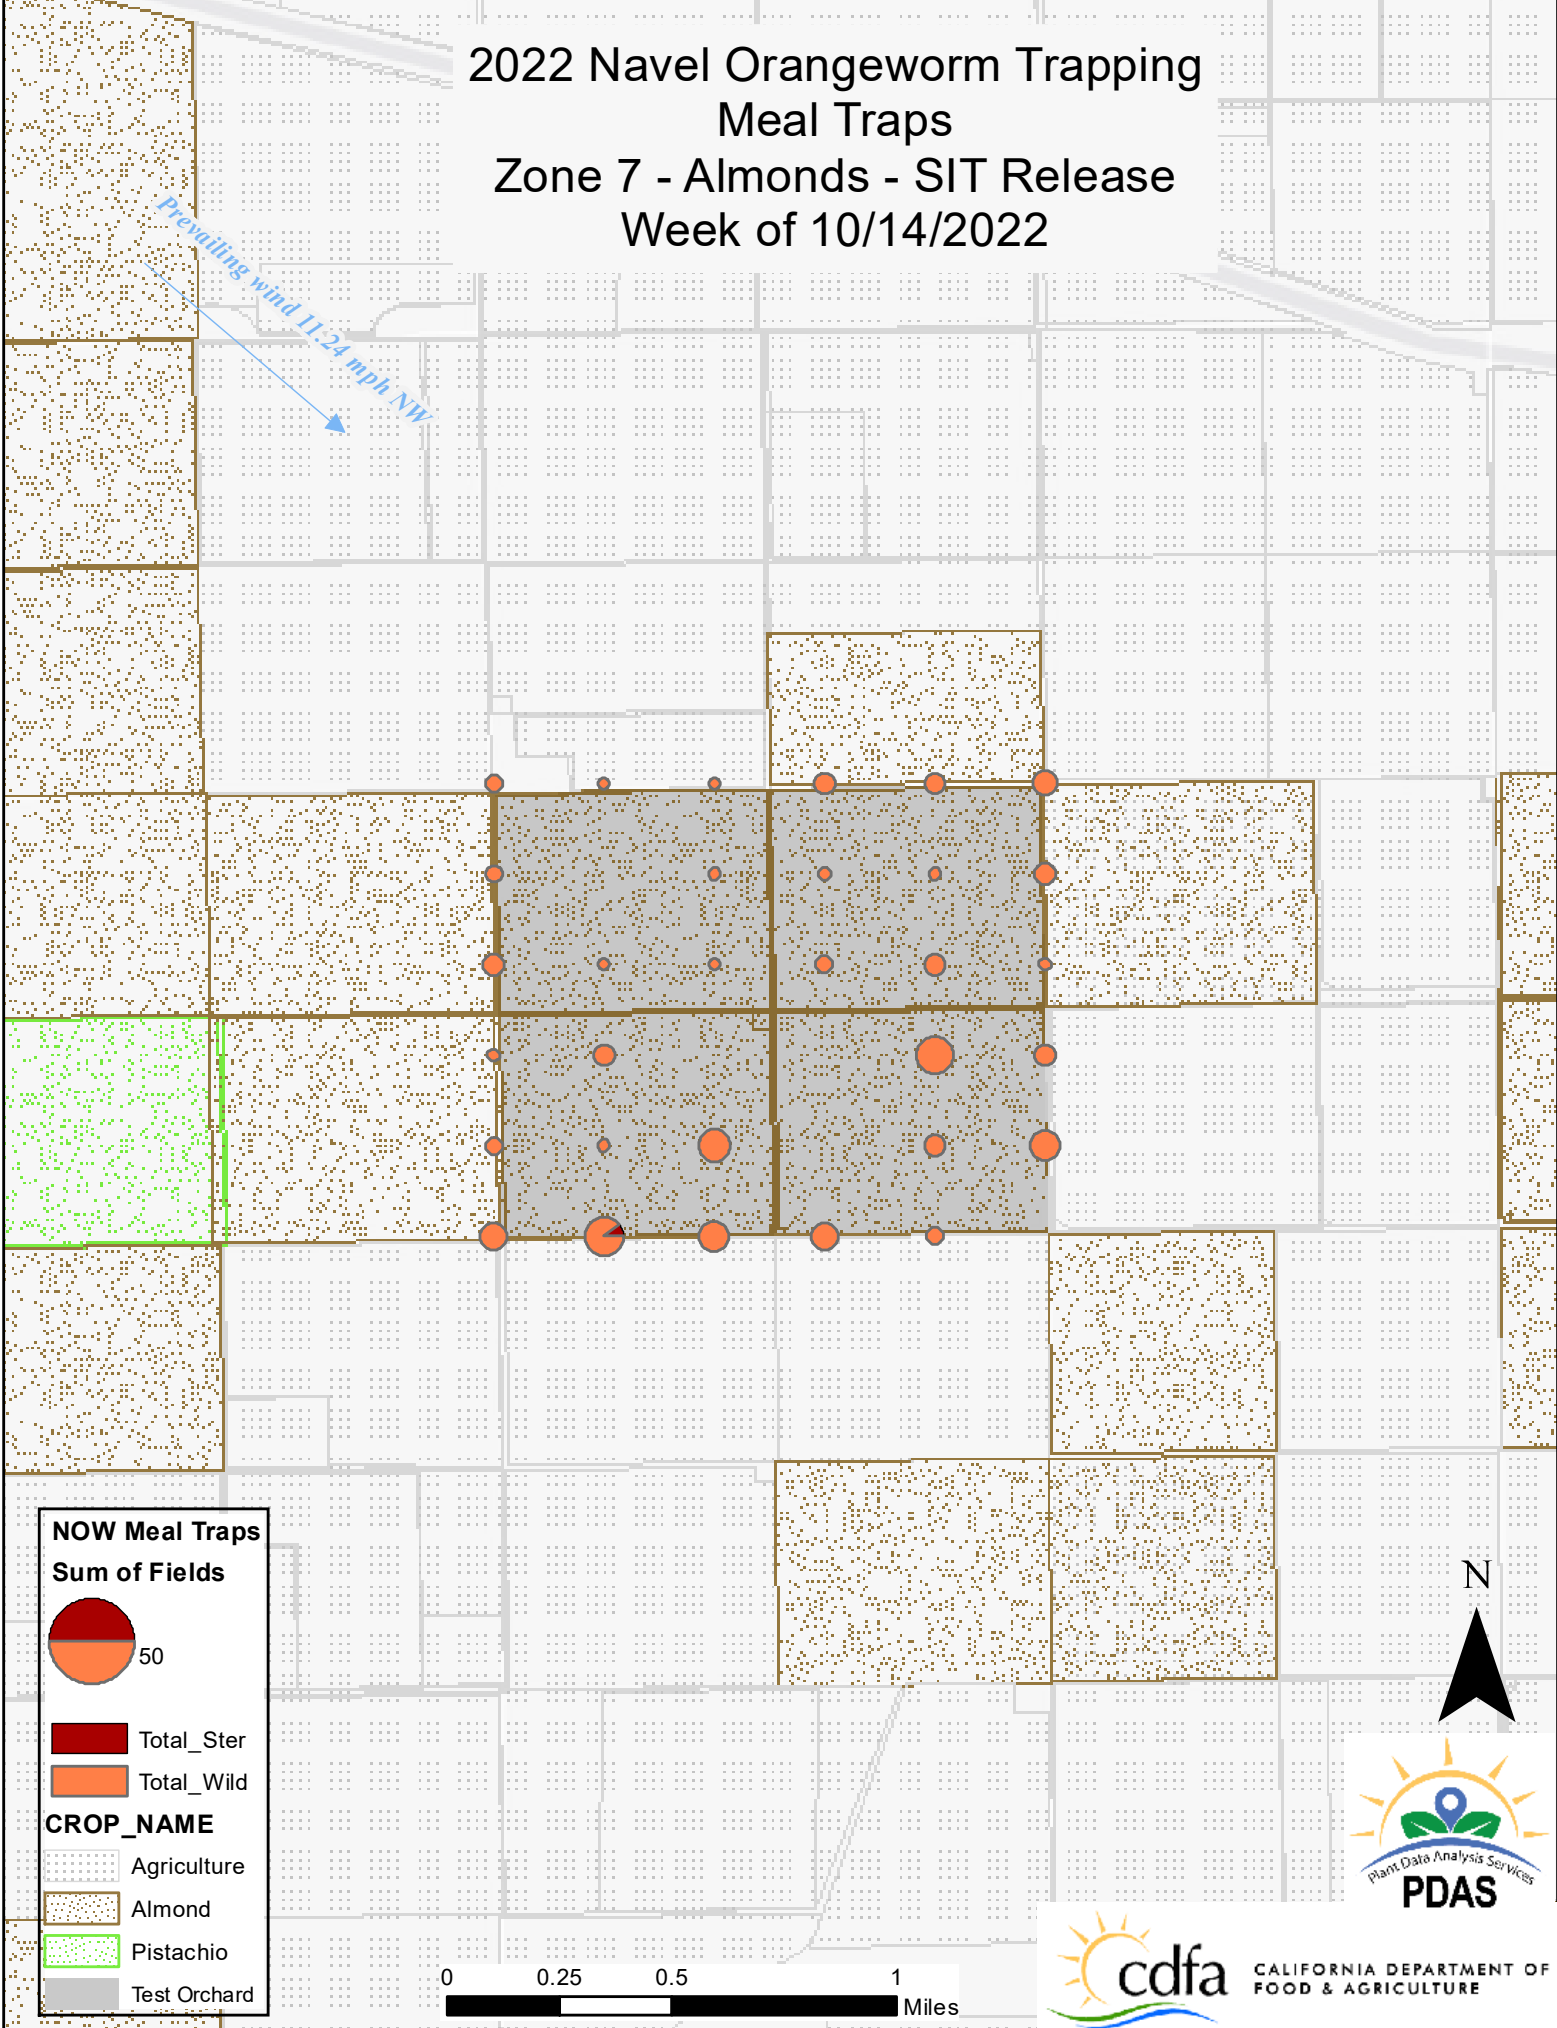 2022 Navel Orangeworm Trapping
Meal Traps
Zone 7 - Almonds - SIT Release
Week of 10/14/2022
Prevailing wind 11.24 mph NW
NOW Meal Traps
Sum of Fields
50
Total_Ster
Total_Wild
CROP_NAME
Agriculture
Almond
Pistachio
Test Orchard
0 0.25 0.5 1
Miles
N
Plant Data Analysis Services
PDAS
cdfa
CALIFORNIA DEPARTMENT OF
FOOD & AGRICULTURE